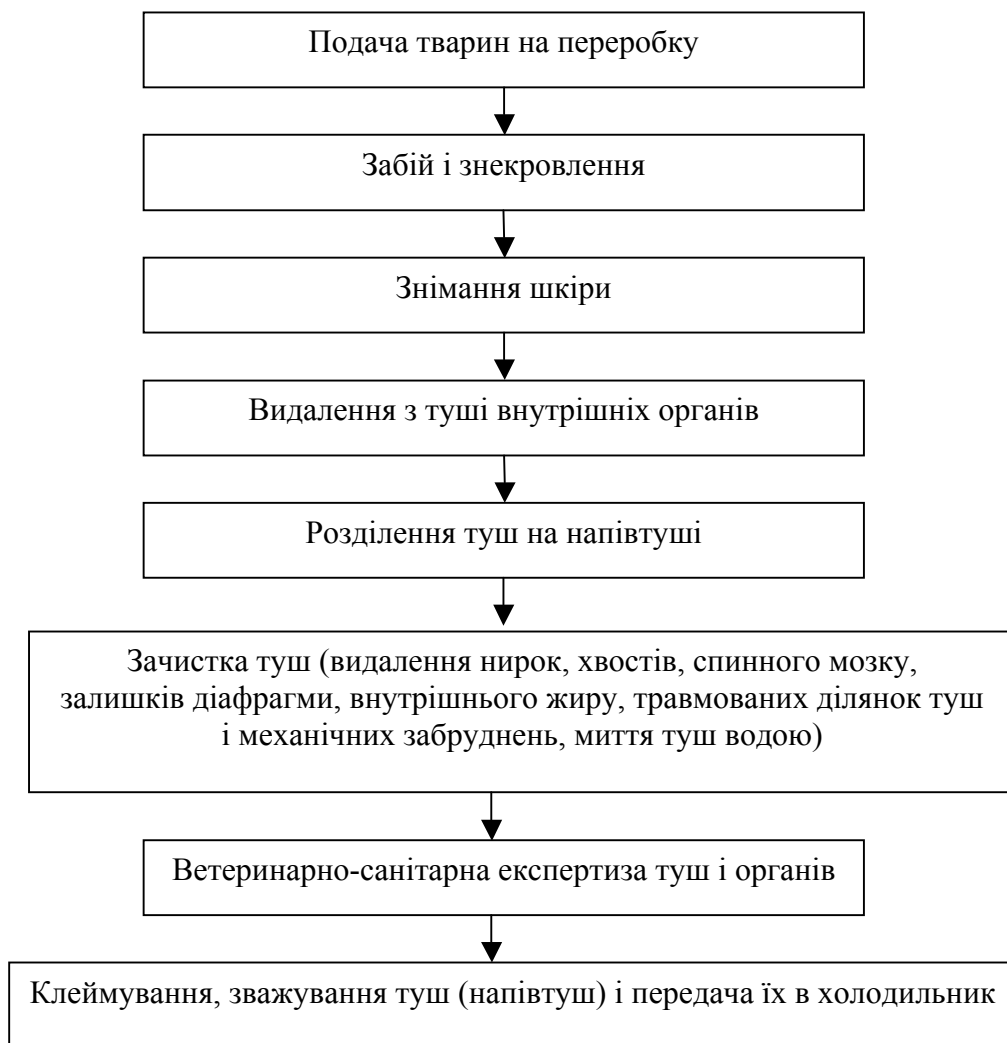 Подача тварин на переробку
Забій і знекровлення
Знімання шкіри
Видалення з туші внутрішніх органів
Розділення туш на напівтуші
Зачистка туш (видалення нирок, хвостів, спинного мозку,
залишків діафрагми, внутрішнього жиру, травмованих ділянок туш
і механічних забруднень, миття туш водою)
Ветеринарно-санітарна експертиза туш і органів
Клеймування, зважування туш (напівтуш) і передача їх в холодильник